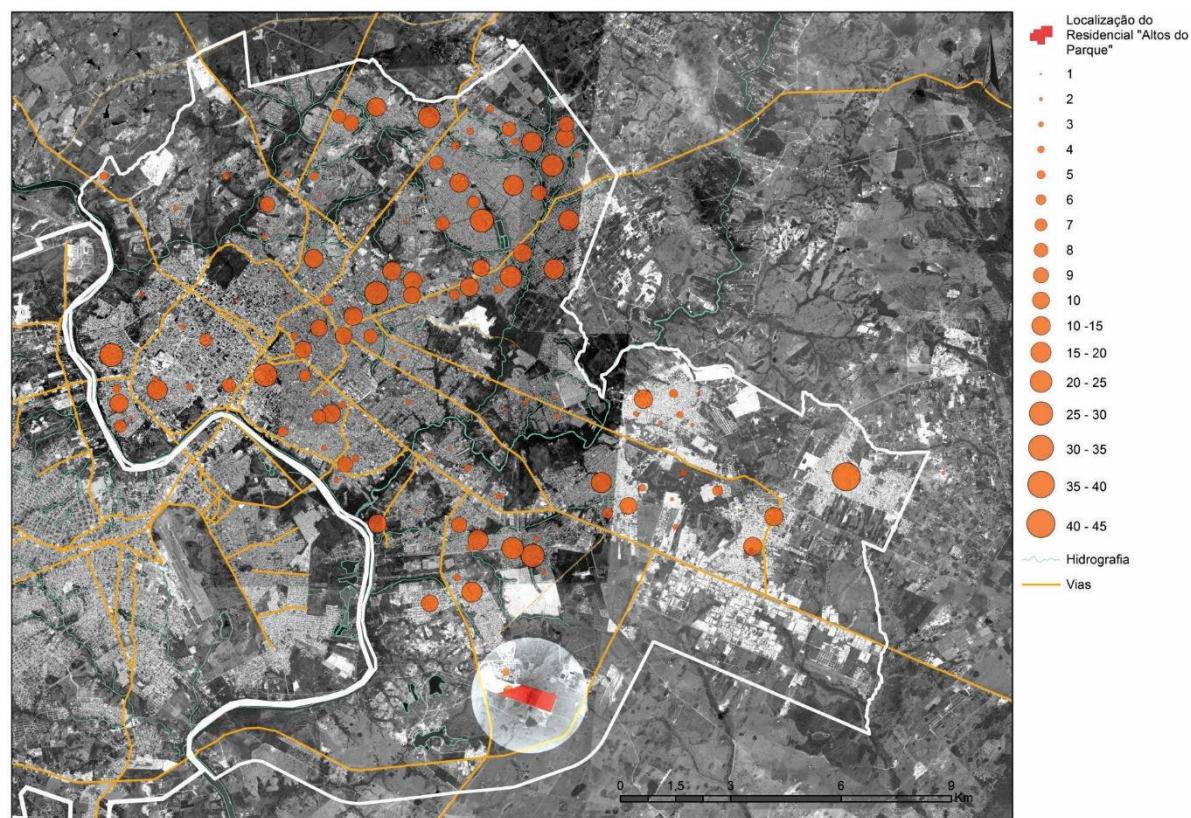 Localização do
Residencial "Altos do
Parque"
1
2
3
4
5
6
7
8
9
10
10 -15
15 - 20
20 - 25
25 - 30
30 - 35
35 - 40
40 - 45
Hidrografia
Vias
0 1,5 3 6 9
Km